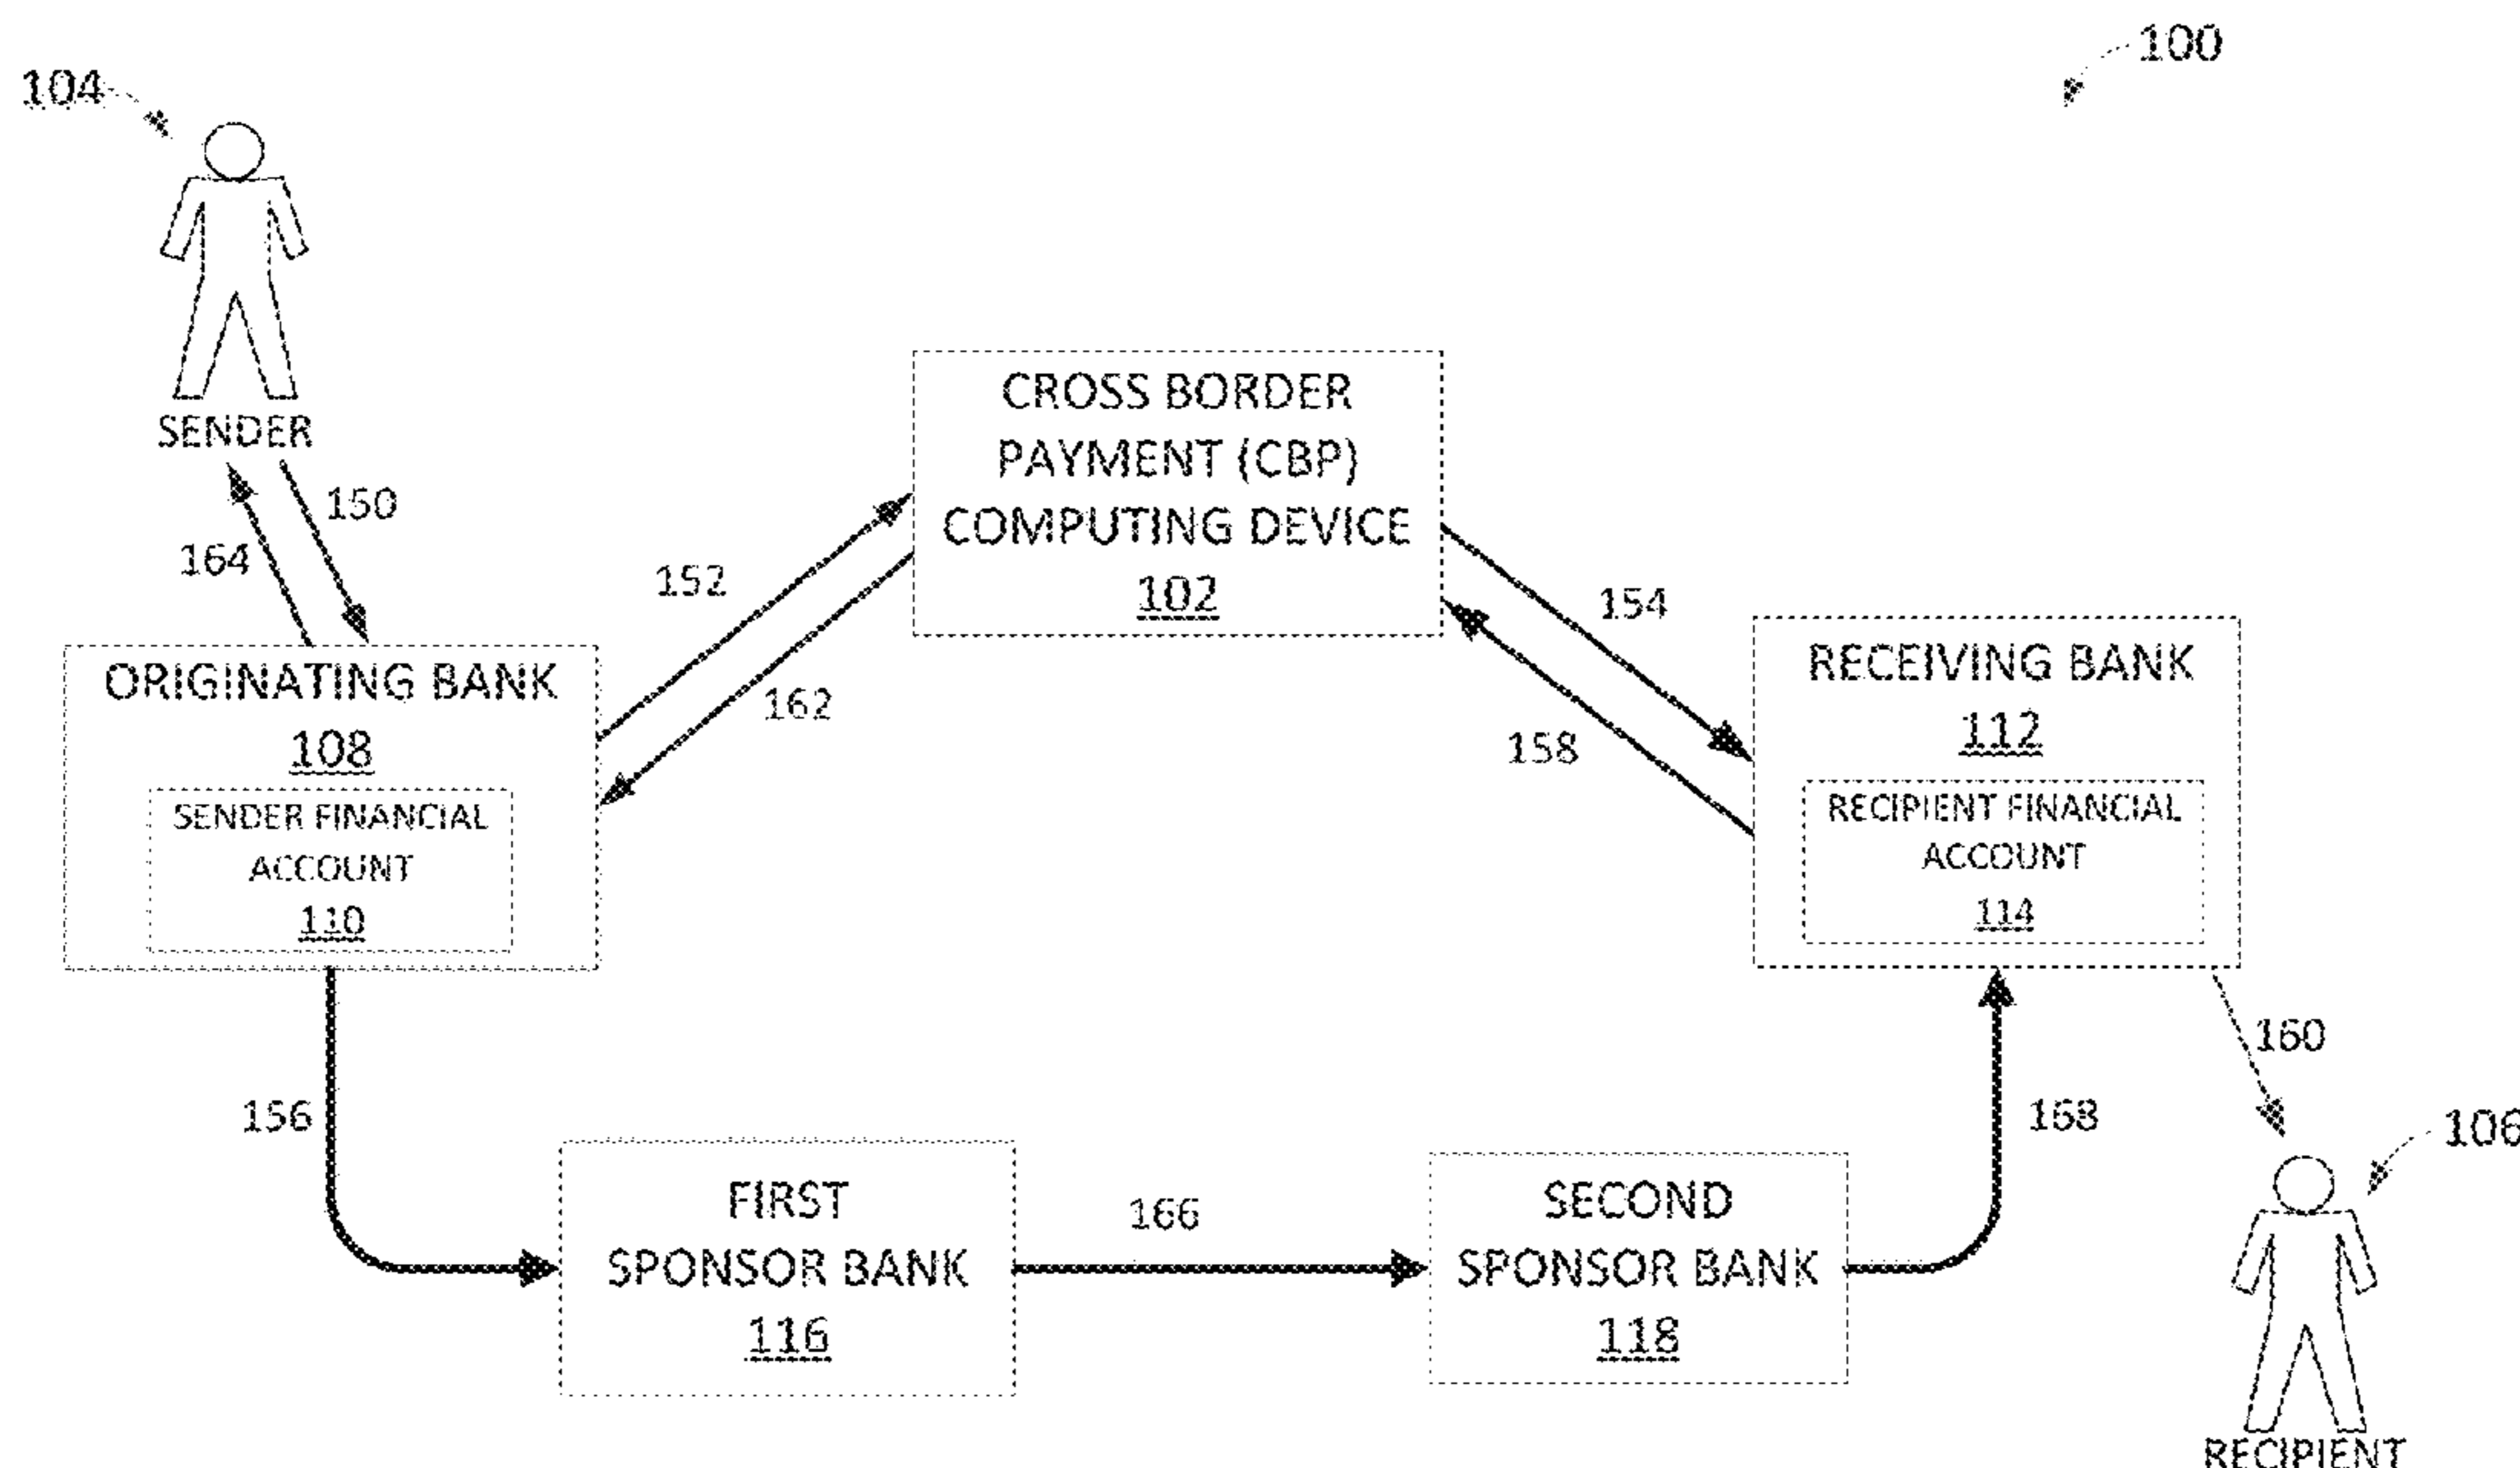 100
104
SENDER
150
164
CROSS BORDER
PAYMENT (CBP)
COMPUTING DEVICE
102
152
162
154
158
ORIGINATING BANK
108
SENDER FINANCIAL
ACCOUNT
110
RECEIVING BANK
112
RECIPIENT FINANCIAL
ACCOUNT
114
156
160
168
106
FIRST
SPONSOR BANK
116
166
SECOND
SPONSOR BANK
118
RECIPIENT